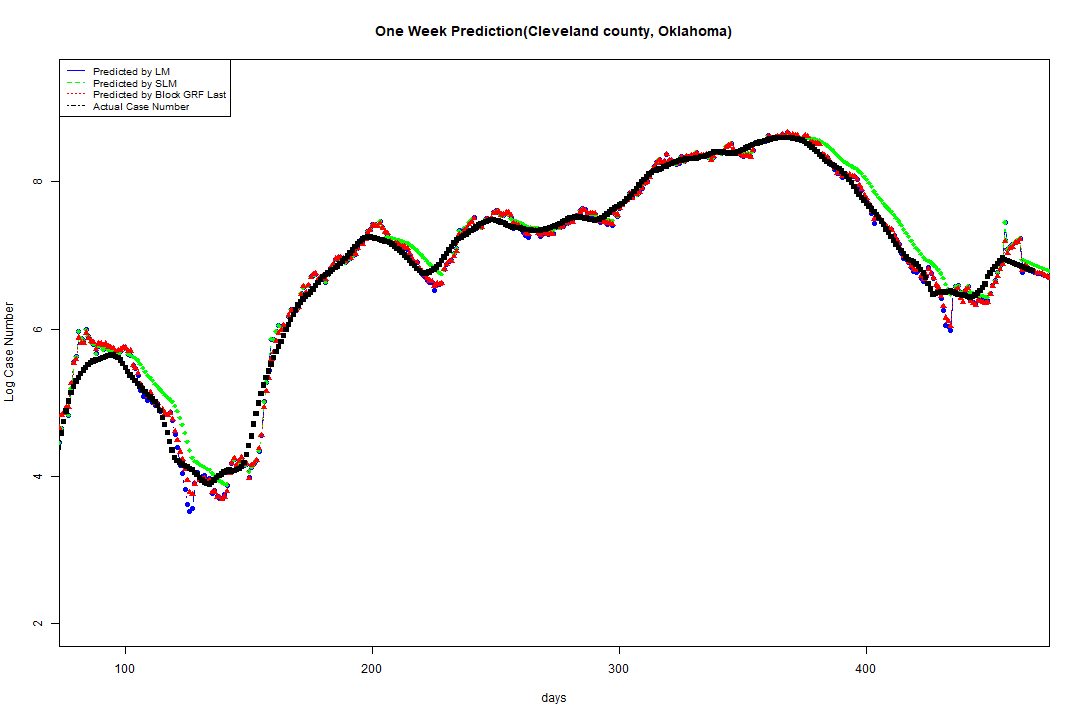 One Week Prediction(Cleveland county, Oklahoma)
Predicted by LM
Predicted by SLM
Predicted by Block GRF Last
Actual Case Number
8
6
4
2
Log Case Number
100 200 300 400
days